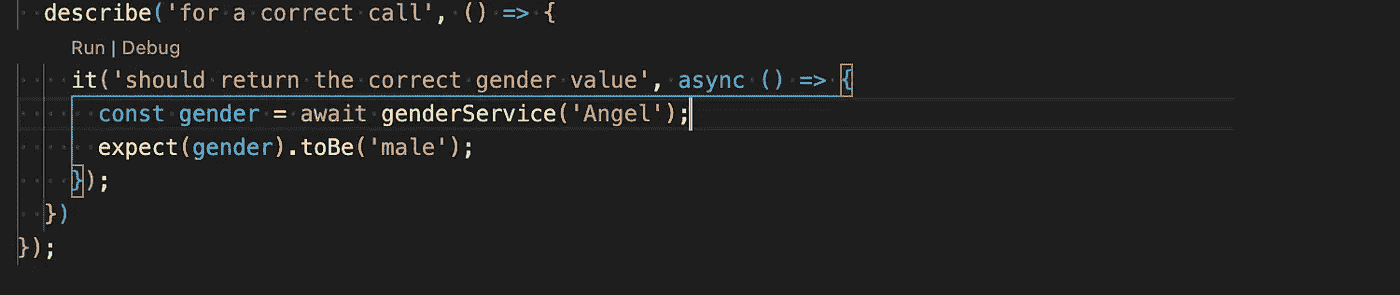 describe('for a correct call', () => {
Run | Debug
it('should return the correct gender value', async () => {
const gender = await genderService('Angel');
expect(gender).toBe('male');
});
})
});